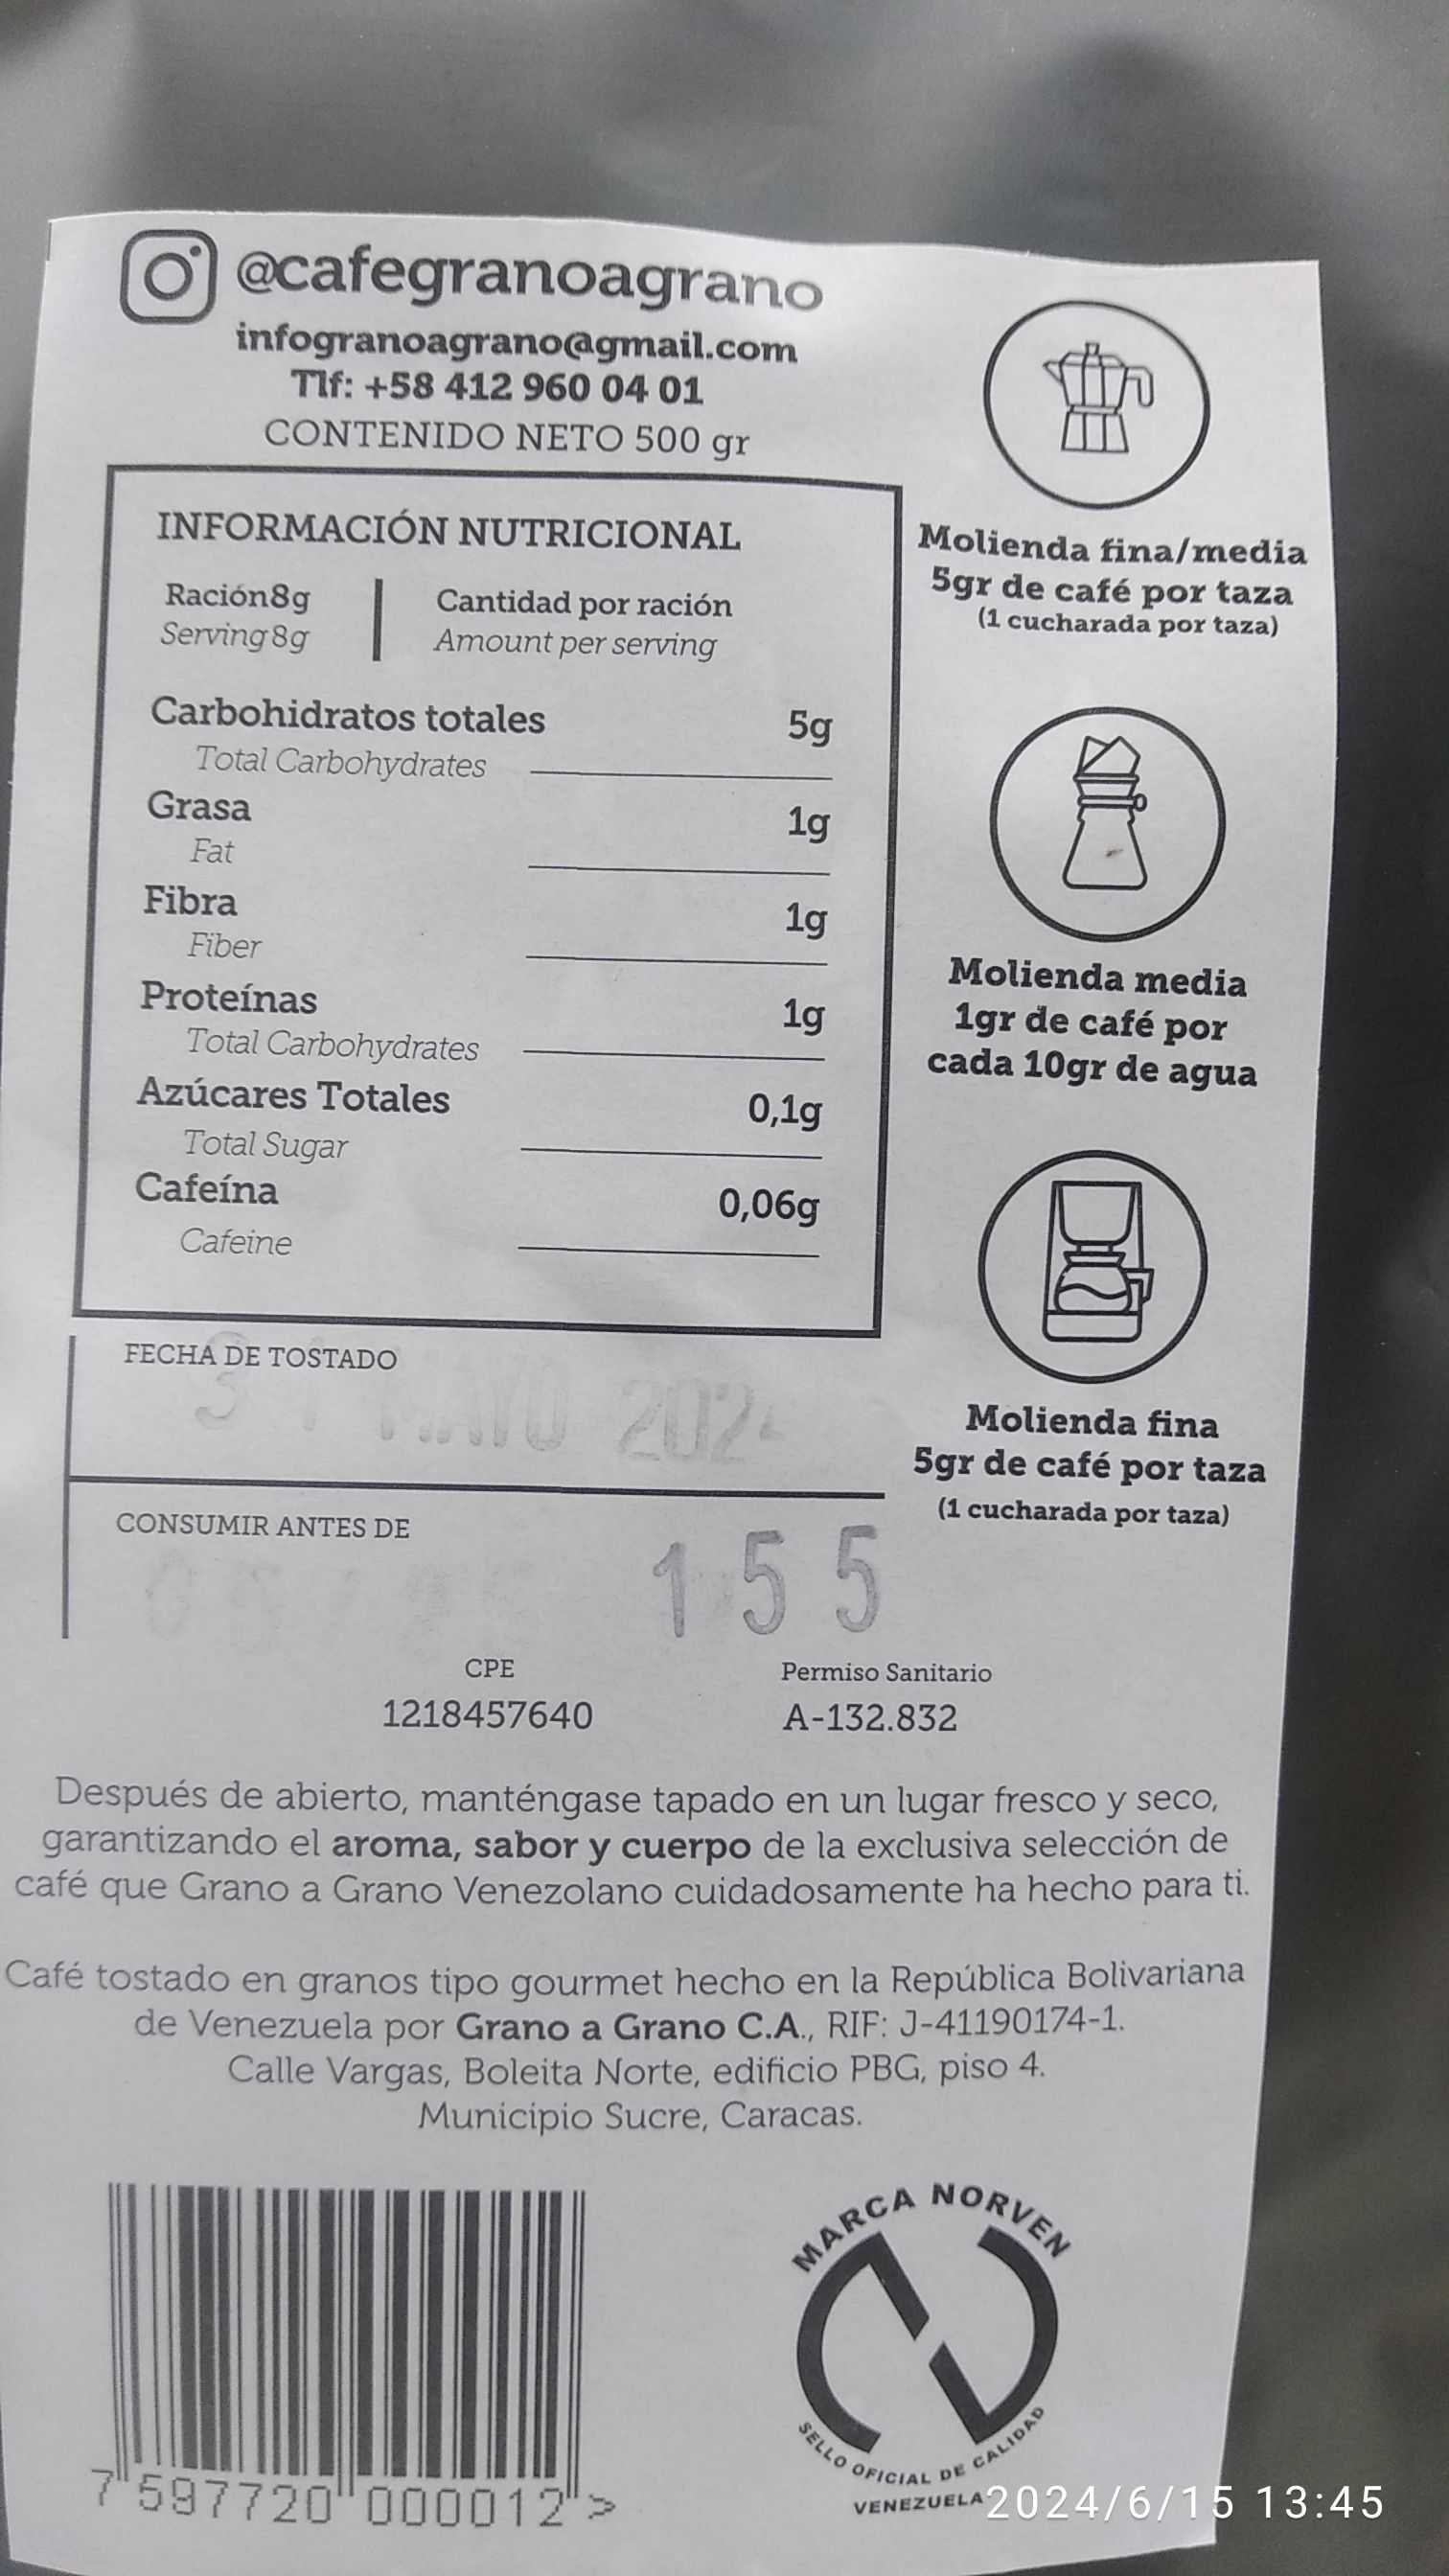 @cafegranoagrano
infogranoagrano@gmail.com
Tlf: +58 412 960 04 01
CONTENIDO NETO 500 gr
INFORMACIÓN NUTRICIONAL
Ración8g
Serving8g
Cantidad por ración
Amount per serving
Carbohidratos totales 5g
Total Carbohydrates
Grasa 1g
Fat
Fibra 1g
Fiber
Proteínas 1g
Total Carbohydrates
Azúcares Totales 0,1g
Total Sugar
Cafeína 0,06g
Cafeine
Molienda fina/media
5gr de café por taza
(1 cucharada por taza)
Molienda media
1gr de café por
cada 10gr de agua
Molienda fina
5gr de café por taza
(1 cucharada por taza)
FECHA DE TOSTADO
MAYO 2024
CONSUMIR ANTES DE
155
CPE
1218457640
Permiso Sanitario
A-132.832
Después de abierto, manténgase tapado en un lugar fresco y seco,
garantizando el aroma, sabor y cuerpo de la exclusiva selección de
café que Grano a Grano Venezolano cuidadosamente ha hecho para ti.
Café tostado en granos tipo gourmet hecho en la República Bolivariana
de Venezuela por Grano a Grano C.A., RIF: J-41190174-1.
Calle Vargas, Boleita Norte, edificio PBG, piso 4.
Municipio Sucre, Caracas.
7 597720 000012 >
MARCA NORVEN
SELLO OFICIAL DE CALIDAD
VENEZUELA
2024/6/15 13:45